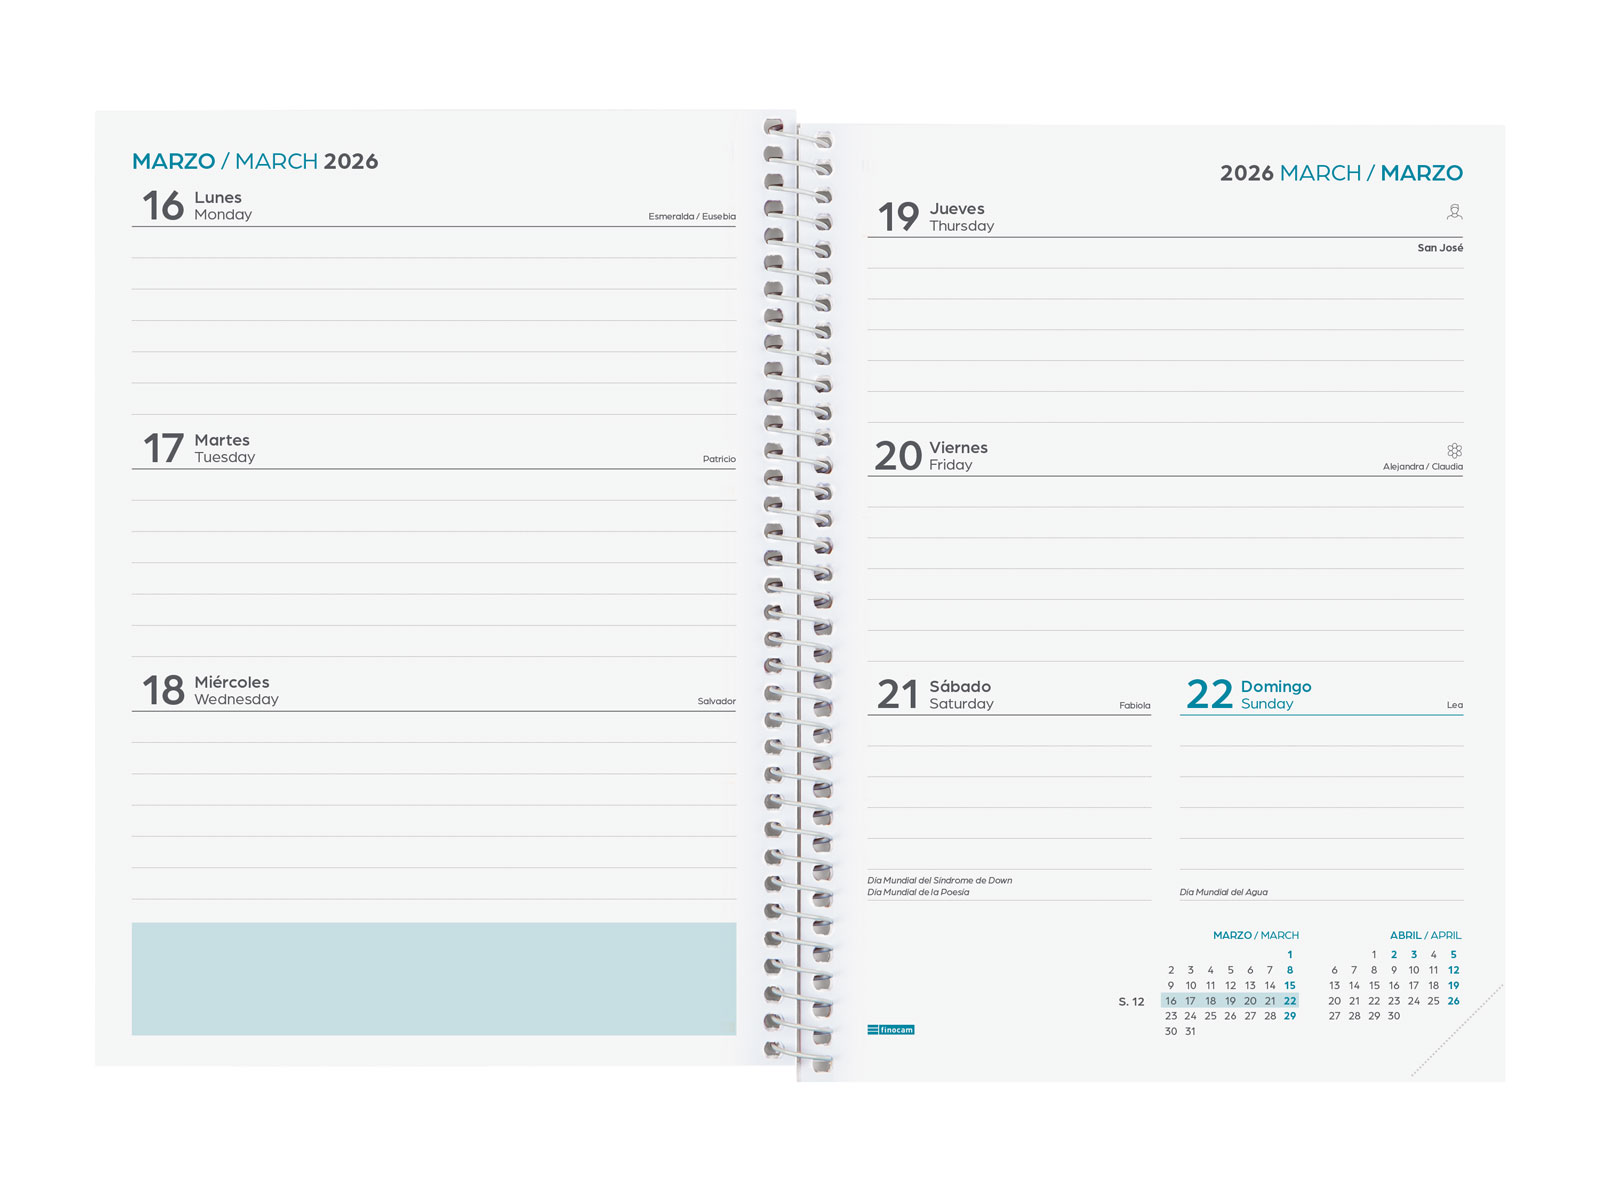 MARZO / MARCH 2026
16 Lunes
Monday
Esmeralda / Eusebia
17 Martes
Tuesday
Patricio
18 Miércoles
Wednesday
Salvador
2026 MARCH / MARZO
19 Jueves
Thursday
San José
20 Viernes
Friday
Alejandra / Claudia
21 Sábado
Saturday
Fabiola
Día Mundial del Síndrome de Down
Día Mundial de la Poesía
22 Domingo
Sunday
Lea
Día Mundial del Agua
finocam
S. 12
MARZO / MARCH
1
2 3 4 5 6 7 8
9 10 11 12 13 14 15
16 17 18 19 20 21 22
23 24 25 26 27 28 29
30 31
ABRIL / APRIL
1 2 3 4 5
6 7 8 9 10 11 12
13 14 15 16 17 18 19
20 21 22 23 24 25 26
27 28 29 30